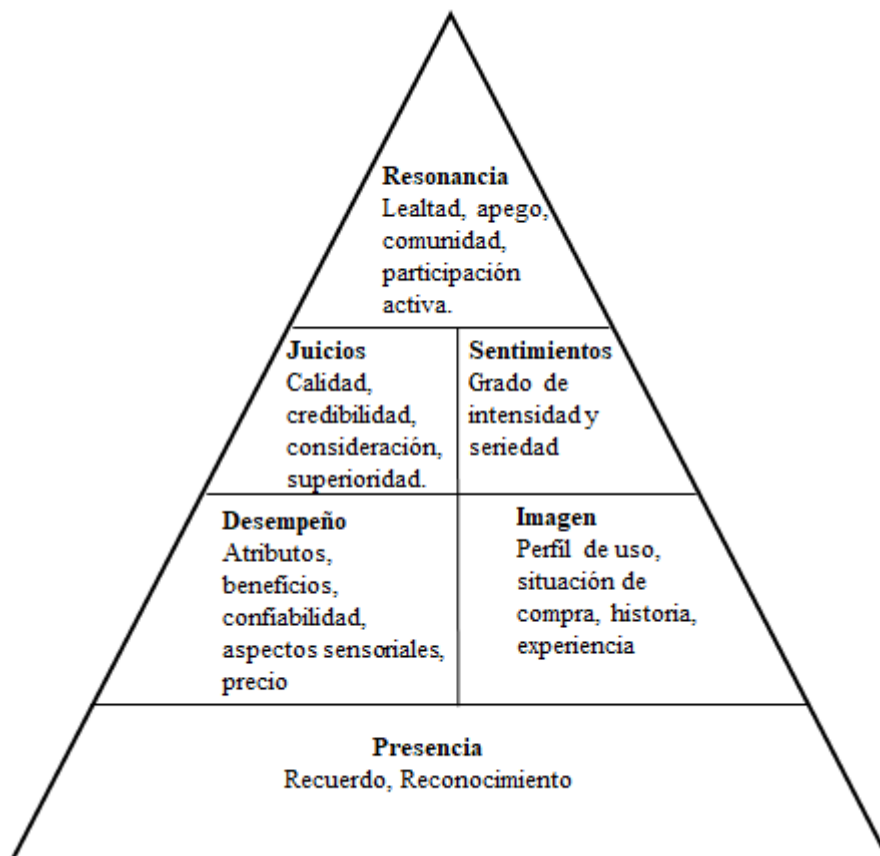 Resonancia
Lealtad, apego,
comunidad,
participación
activa.
Juicios
Calidad,
credibilidad,
consideración,
superioridad.
Sentimientos
Grado de
intensidad y
seriedad
Desempeño
Atributos,
beneficios,
confiabilidad,
aspectos sensoriales,
precio
Imagen
Perfil de uso,
situación de
compra, historia,
experiencia
Presencia
Recuerdo, Reconocimiento